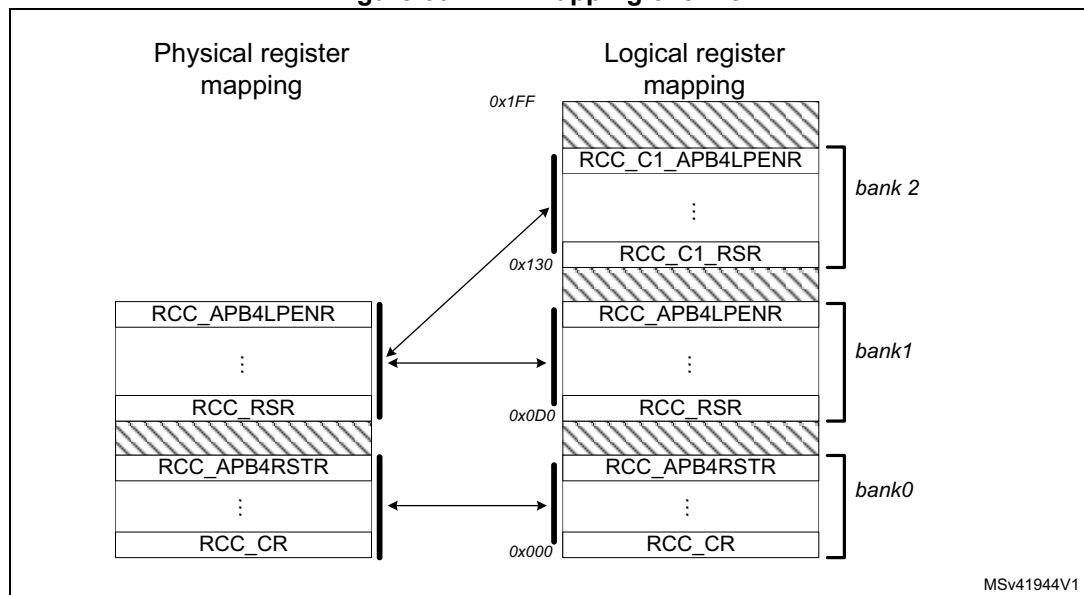 Physical register
mapping
Logical register
mapping
0x1FF
RCC_C1_APB4LPENR
⋮
bank 2
RCC_C1_RSR
0x130
RCC_APB4LPENR
RCC_APB4LPENR
⋮
⋮
bank1
RCC_RSR
RCC_RSR
0x0D0
RCC_APB4RSTR
RCC_APB4RSTR
⋮
⋮
bank0
RCC_CR
RCC_CR
0x000
MSv41944V1